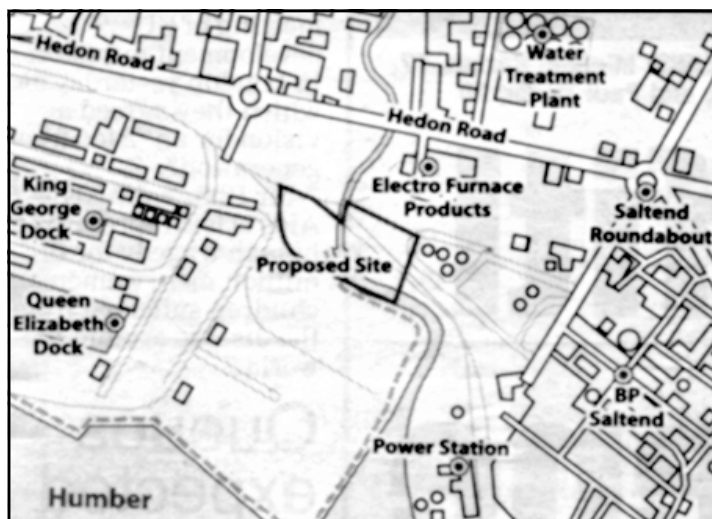 Hedon Road
Water
Treatment
Plant
Hedon Road
King
George
Dock
Electro Furnace
Products
Saltend
Roundabout
Proposed Site
Queen
Elizabeth
Dock
BP
Saltend
Power Station
Humber